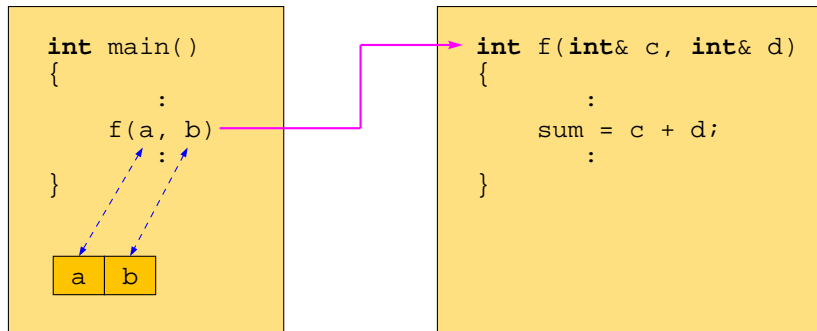 int main()
{
:
f(a, b)
:
}
a b
int f(int& c, int& d)
{
:
sum = c + d;
:
}